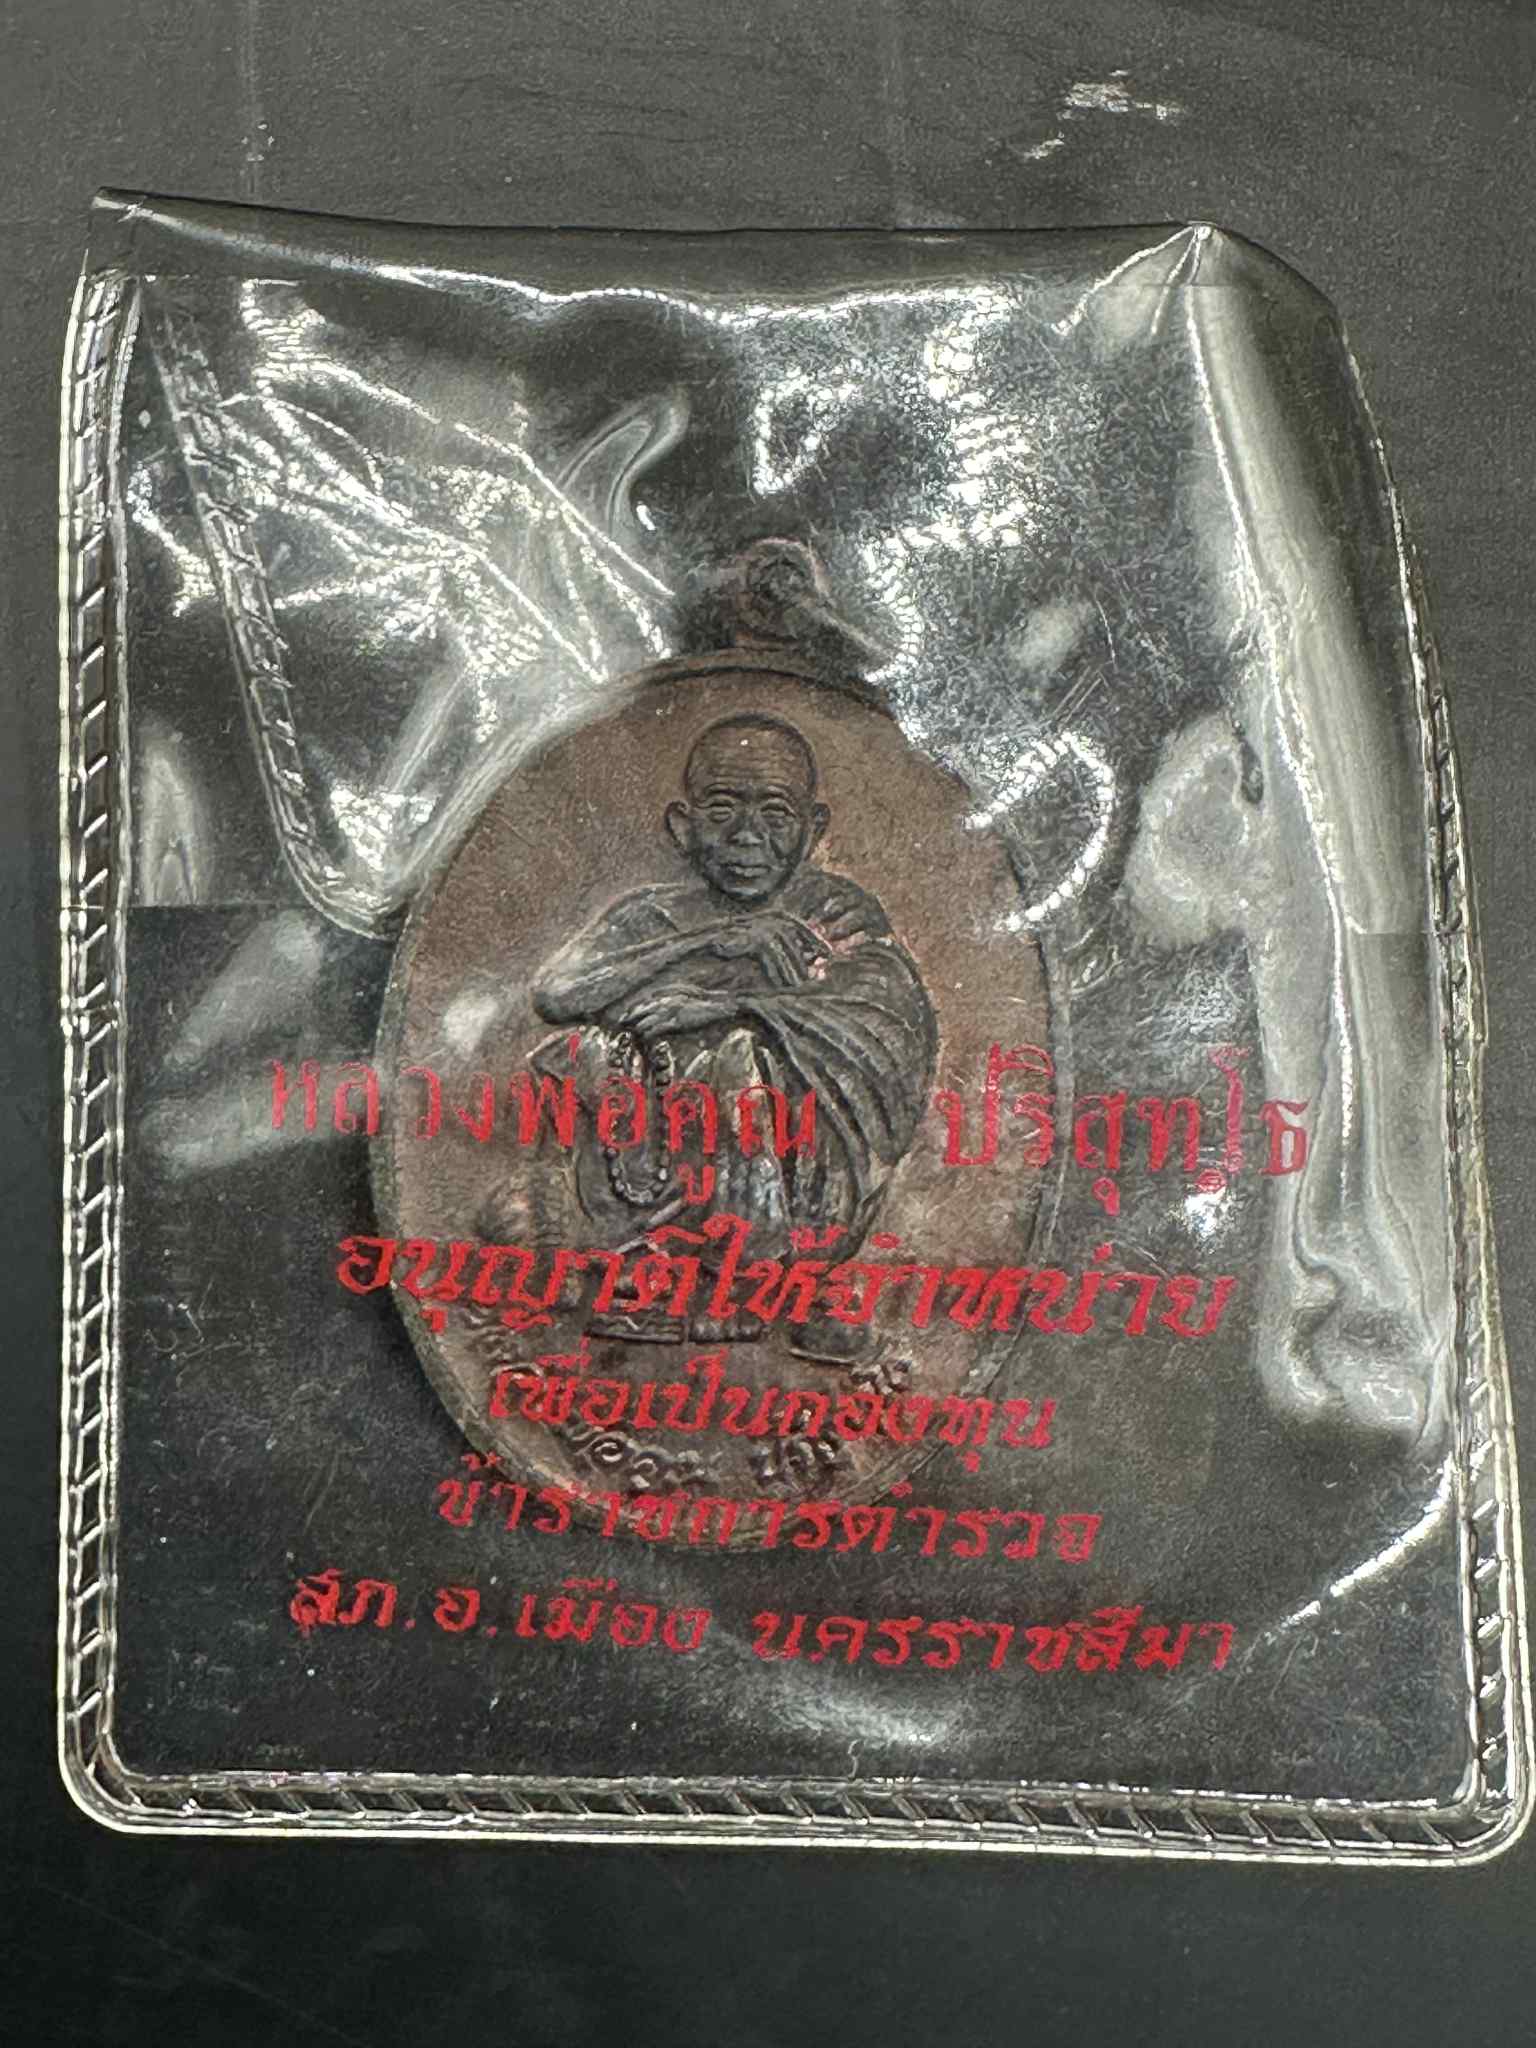 หลวงพ่อคูณ ปริสุทฺโธ
อนุญาติให้จำหน่าย
เพื่อเป็นกองทุน
ข้าราชการตำรวจ
สภ.อ.เมือง นครราชสีมา